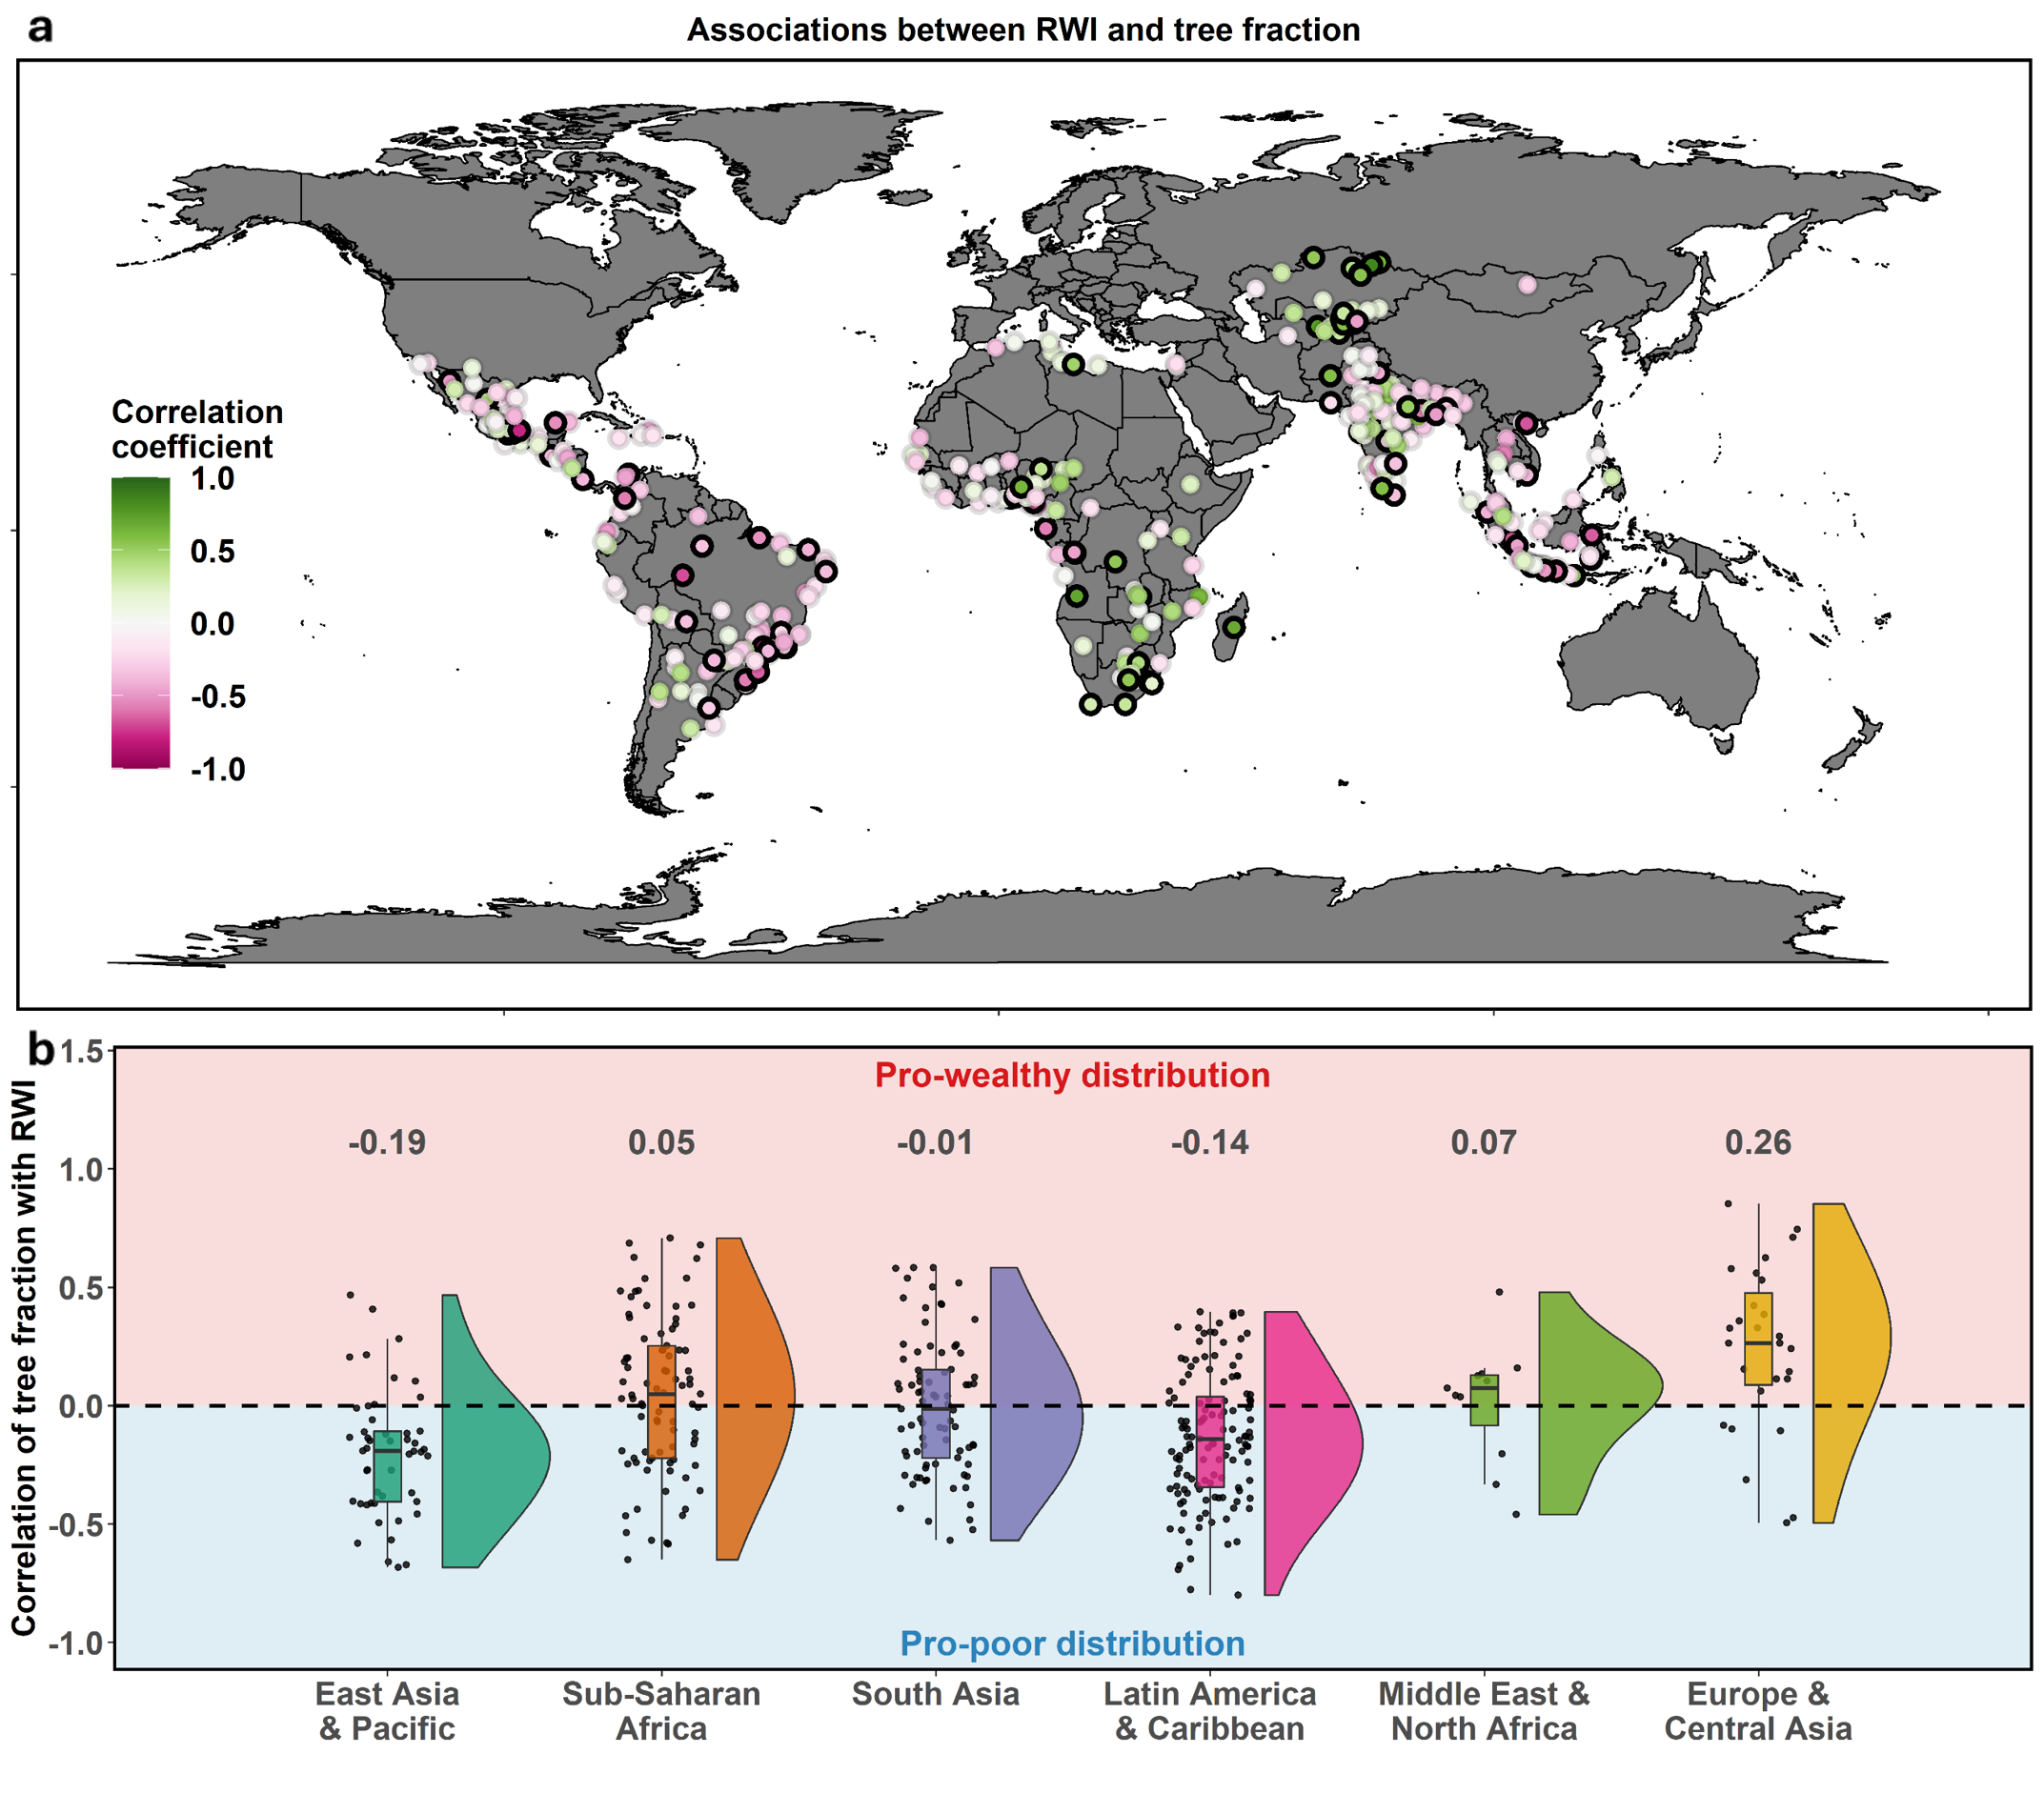 a
Associations between RWI and tree fraction
Correlation
coefficient
1.0
0.5
0.0
-0.5
-1.0
b
Correlation of tree fraction with RWI
1.5
1.0
0.5
0.0
-0.5
-1.0
Pro-wealthy distribution
-0.19 0.05 -0.01 -0.14 0.07 0.26
Pro-poor distribution
East Asia
& Pacific
Sub-Saharan
Africa
South Asia
Latin America
& Caribbean
Middle East &
North Africa
Europe &
Central Asia